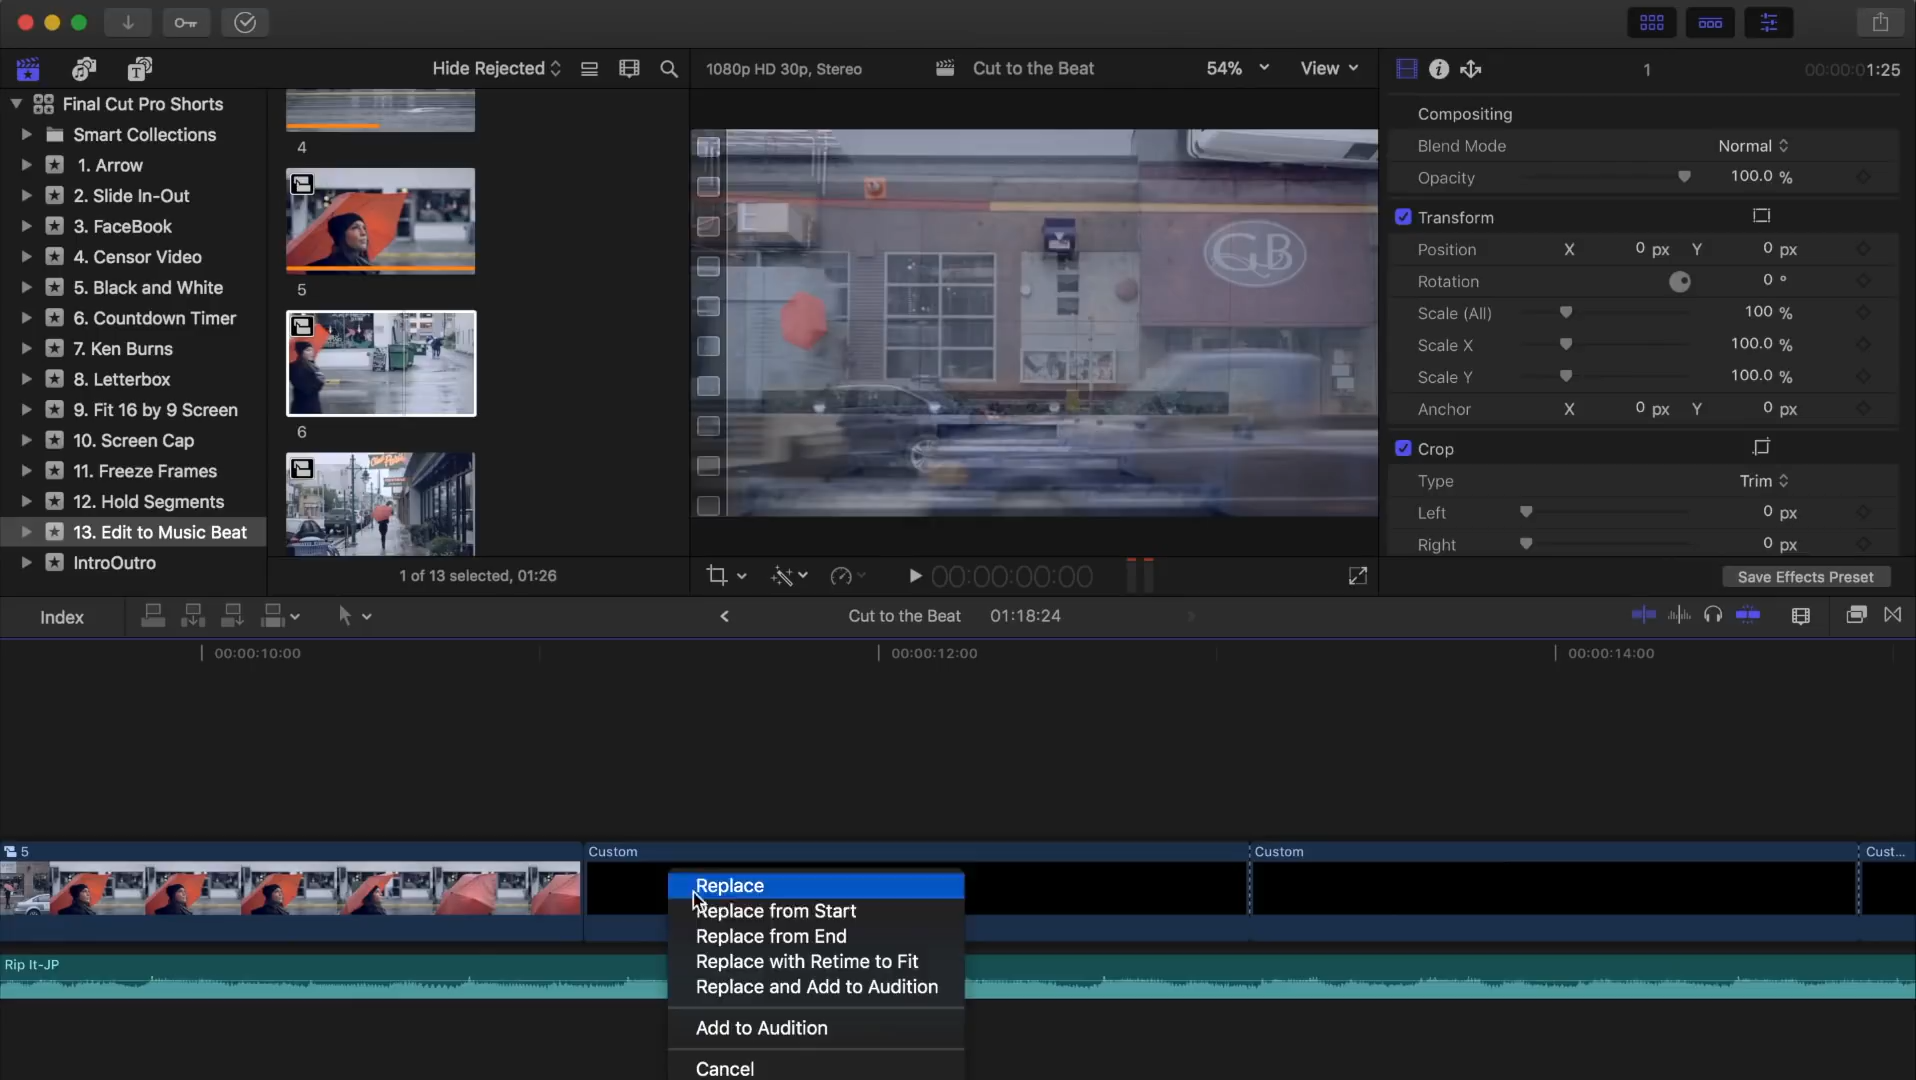 Hide Rejected
1080p HD 30p, Stereo
Cut to the Beat
54%
View
1
00:00:01:25
Final Cut Pro Shorts
Smart Collections
1. Arrow
2. Slide In-Out
3. FaceBook
4. Censor Video
5. Black and White
6. Countdown Timer
7. Ken Burns
8. Letterbox
9. Fit 16 by 9 Screen
10. Screen Cap
11. Freeze Frames
12. Hold Segments
13. Edit to Music Beat
IntroOutro
4
5
6
1 of 13 selected, 01:26
GB
00:00:00:00
Compositing
Blend Mode Normal
Opacity 100.0 %
Transform
Position X 0 px Y 0 px
Rotation 0 °
Scale (All) 100 %
Scale X 100.0 %
Scale Y 100.0 %
Anchor X 0 px Y 0 px
Crop
Type Trim
Left 0 px
Right 0 px
Save Effects Preset
Index
Cut to the Beat 01:18:24
00:00:10:00
00:00:12:00
00:00:14:00
5
Custom
Custom
Cust...
Replace
Replace from Start
Replace from End
Replace with Retime to Fit
Replace and Add to Audition
Add to Audition
Cancel
Rip It-JP